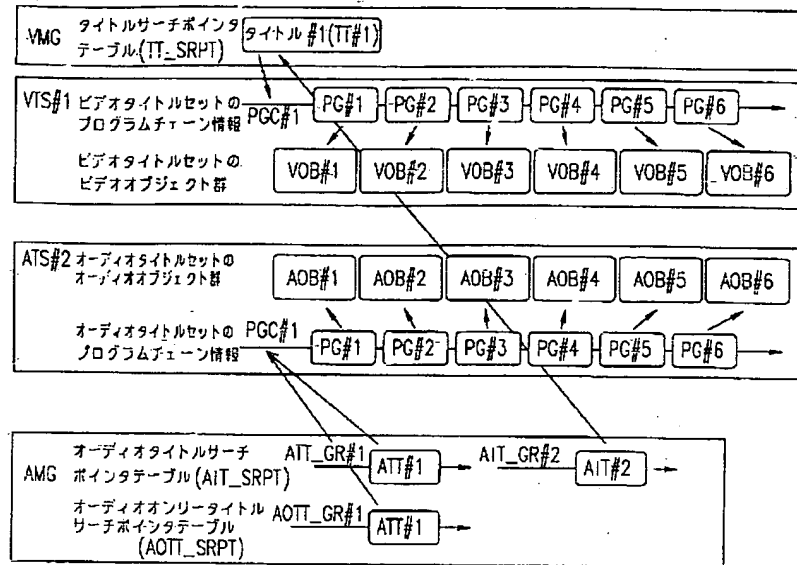 VMG
タイトルサーチポインタ
テーブル(TT_SRPT)
タイトル#1(TT#1)
VTS#1
ビデオタイトルセットの
プログラムチェーン情報
PGC#1
PG#1
PG#2
PG#3
PG#4
PG#5
PG#6
ビデオタイトルセットの
ビデオオブジェクト群
VOB#1
VOB#2
VOB#3
VOB#4
VOB#5
VOB#6
ATS#2
オーディオタイトルセットの
オーディオオブジェクト群
AOB#1
AOB#2
AOB#3
AOB#4
AOB#5
AOB#6
オーディオタイトルセットの
プログラムチェーン情報
PGC#1
PG#1
PG#2
PG#3
PG#4
PG#5
PG#6
AMG
オーディオタイトルサーチ
ポインタテーブル(ATT_SRPT)
ATT_GR#1
ATT#1
ATT_GR#2
ATT#2
オーディオオンリータイトル
サーチポインタテーブル
(AOTT_SRPT)
AOTT_GR#1
ATT#1